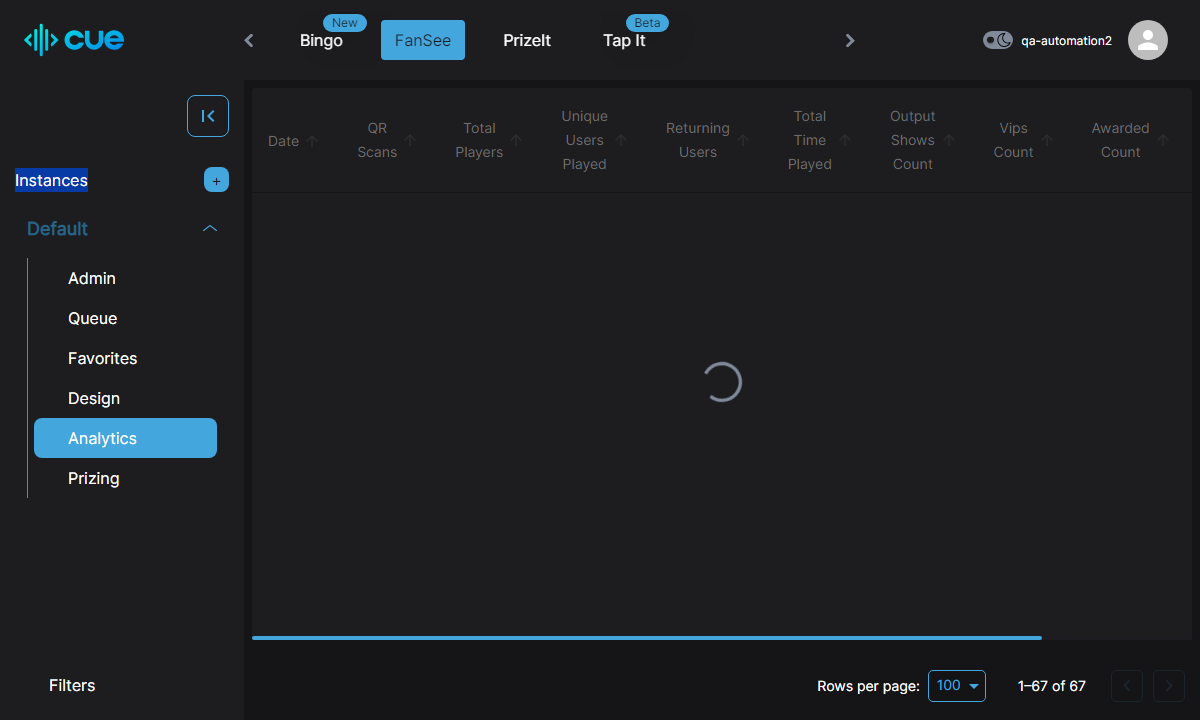 cue
New
Bingo
FanSee
PrizeIt
Beta
Tap It
qa-automation2
Instances
+
Default
Admin
Queue
Favorites
Design
Analytics
Prizing
Filters
Date
QR
Scans
Total
Players
Unique
Users
Played
Returning
Users
Total
Time
Played
Output
Shows
Count
Vips
Count
Awarded
Count
Rows per page: 100 1–67 of 67